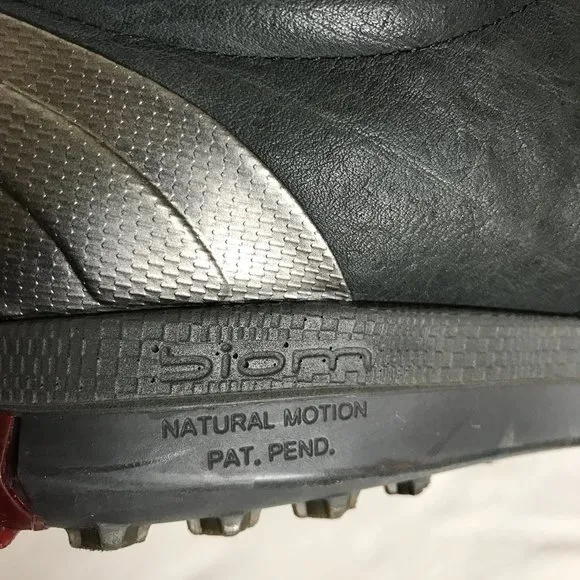 biom
NATURAL MOTION
PAT. PEND.